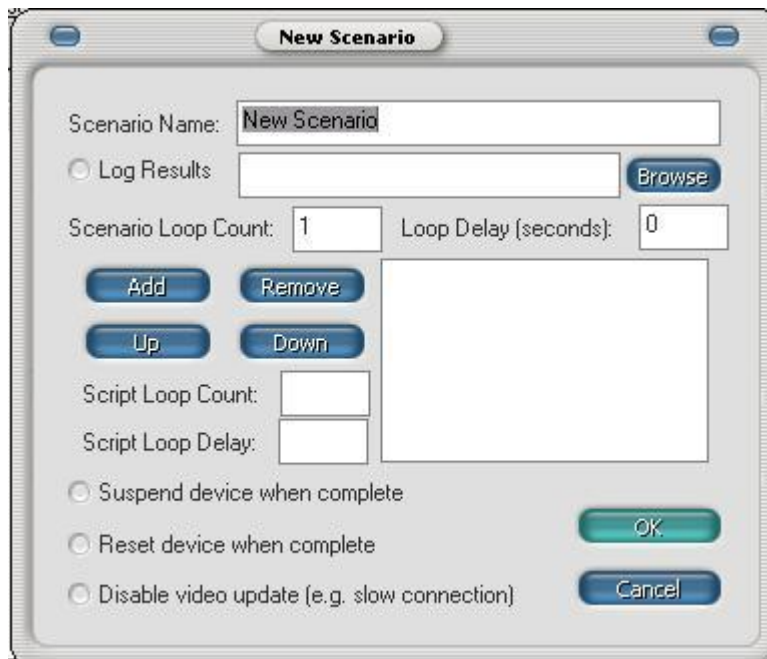 New Scenario
Scenario Name: New Scenario
Log Results Browse
Scenario Loop Count: 1 Loop Delay (seconds): 0
Add Remove
Up Down
Script Loop Count:
Script Loop Delay:
Suspend device when complete
OK
Reset device when complete
Disable video update (e.g. slow connection) Cancel